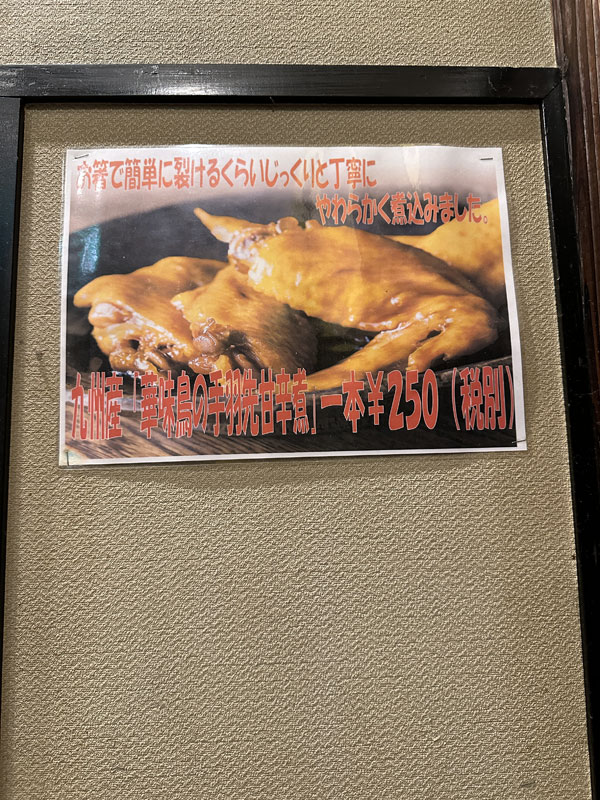 お箸で簡単に裂けるくらいじっくりと丁寧に
やわらかく煮込みました。
九州産「華味鳥の手羽先甘辛煮」一本￥250（税別）